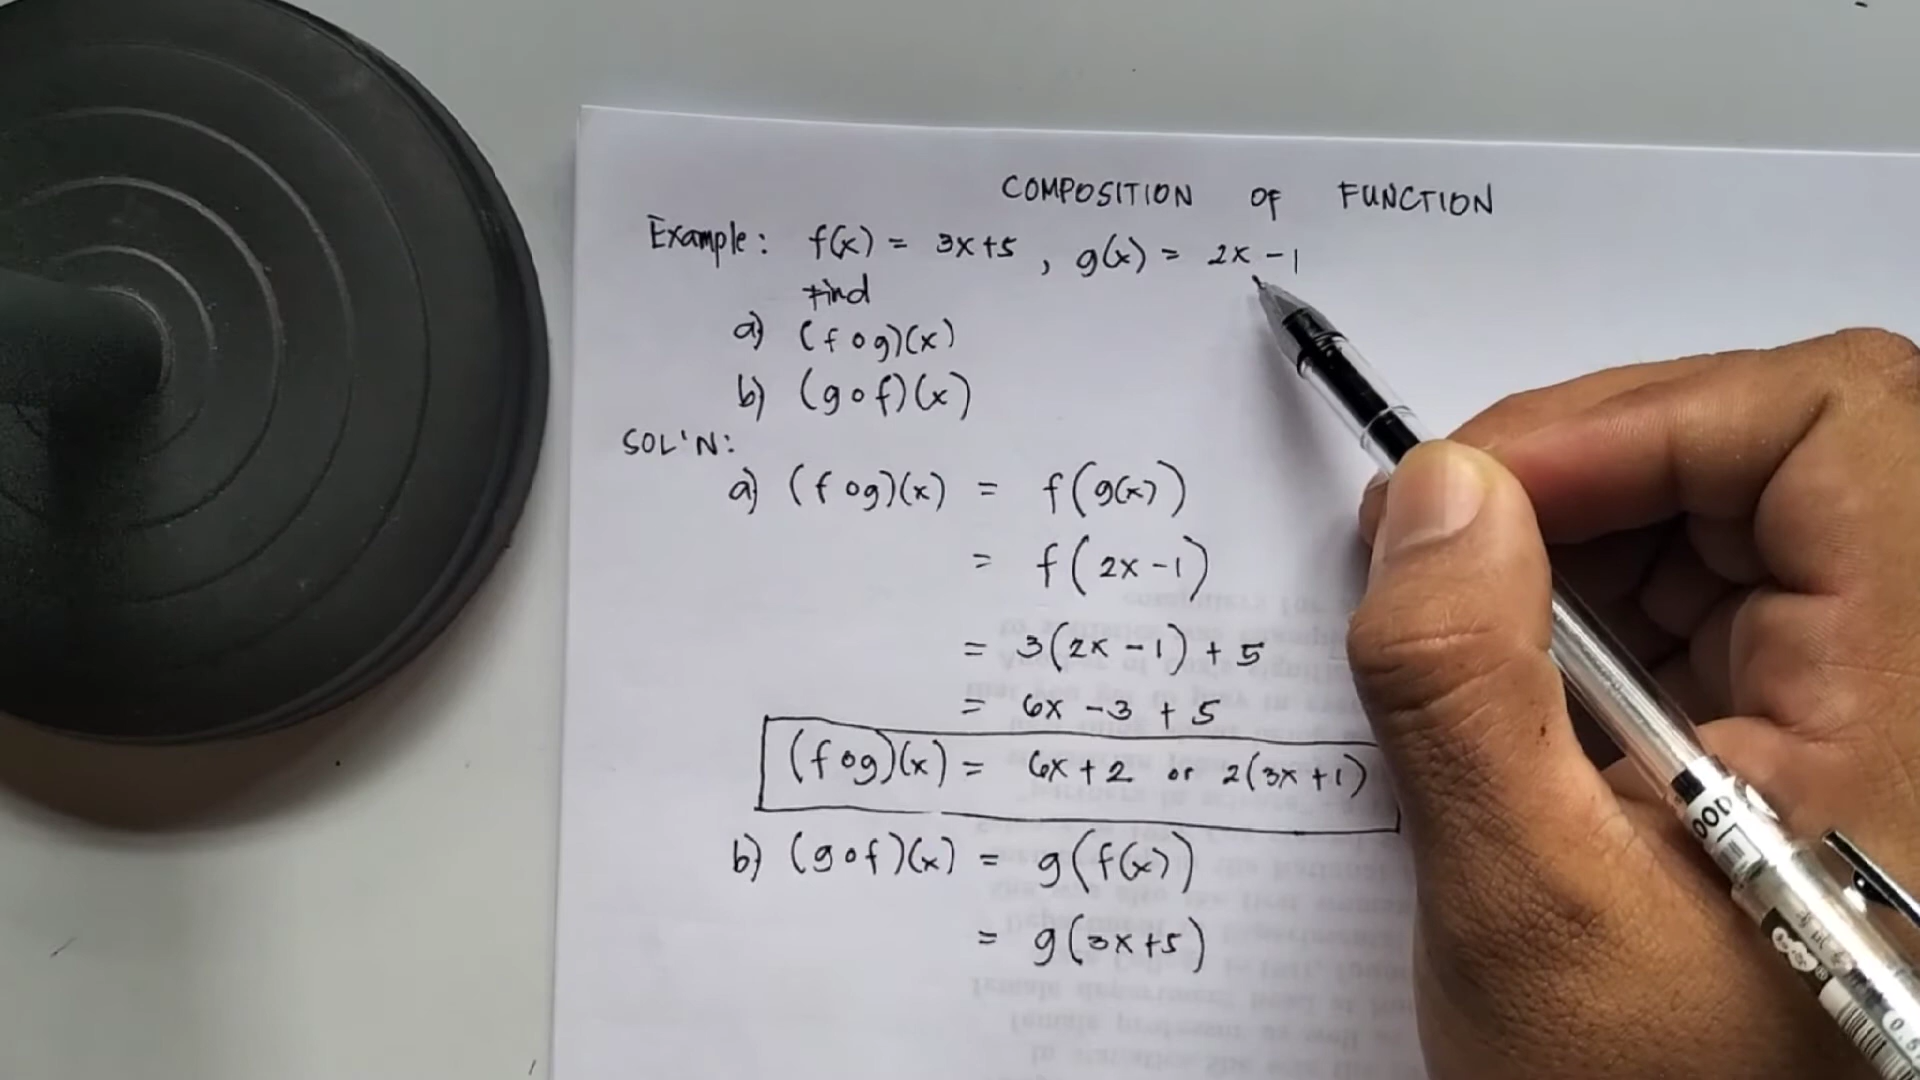 COMPOSITION OF FUNCTION
Example: f(x) = 3x+5 , g(x) = 2x - 1
find
a) (f o g)(x)
b) (g o f)(x)
SOL'N:
a) (f o g)(x) = f(g(x))
= f(2x - 1)
= 3(2x - 1) + 5
= 6x - 3 + 5
(f o g)(x) = 6x + 2 or 2(3x + 1)
b) (g o f)(x) = g(f(x))
= g(3x+5)